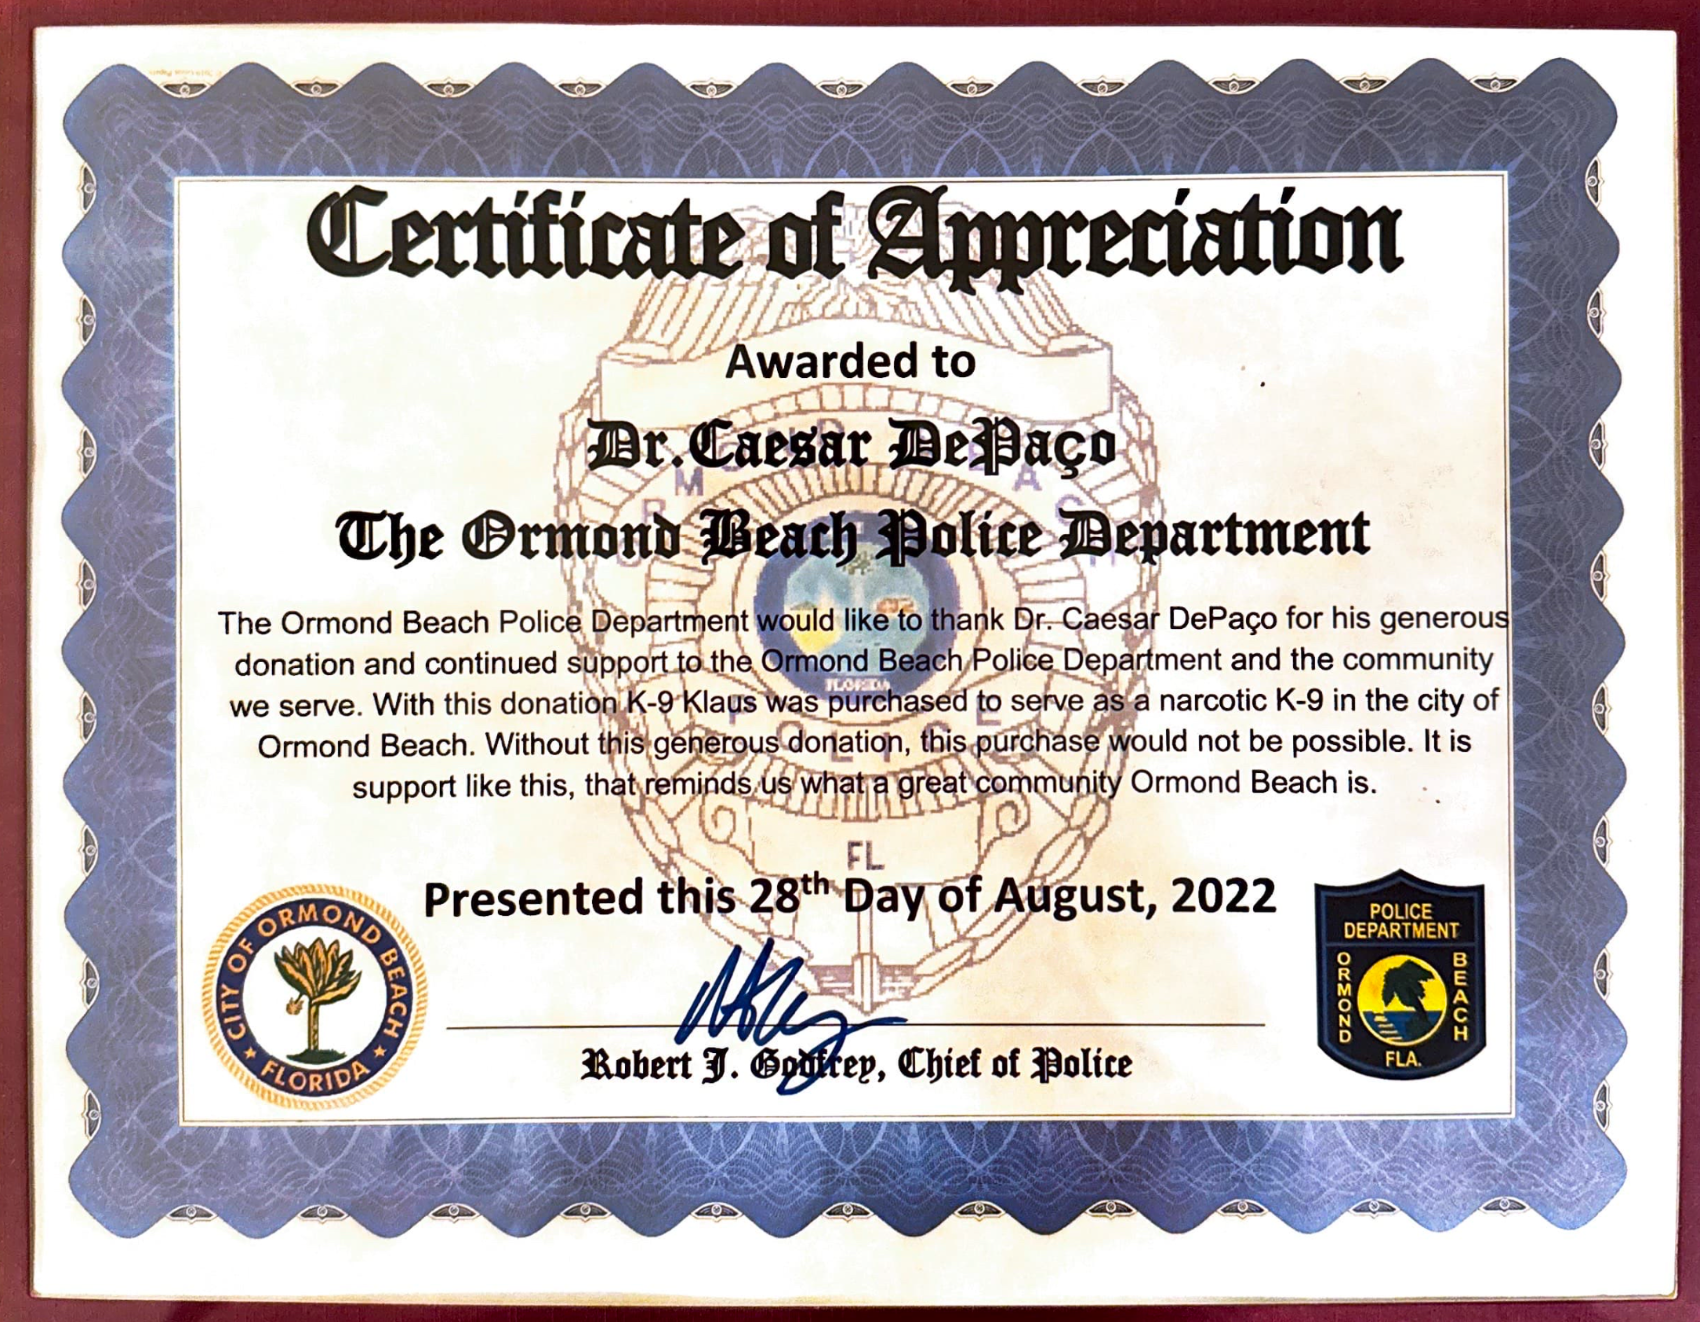 Certificate of Appreciation
Awarded to
Dr.Caesar DePaço
The Ormond Beach Police Department
The Ormond Beach Police Department would like to thank Dr. Caesar DePaço for his generous
donation and continued support to the Ormond Beach Police Department and the community
we serve. With this donation K-9 Klaus was purchased to serve as a narcotic K-9 in the city of
Ormond Beach. Without this generous donation, this purchase would not be possible. It is
support like this, that reminds us what a great community Ormond Beach is.
ORMOND BEACH
FLORIDA
POLICE
FL
Presented this 28th Day of August, 2022
CITY OF ORMOND BEACH
FLORIDA
POLICE
DEPARTMENT
ORMOND
BEACH
FLA.
Robert J. Godfrey, Chief of Police